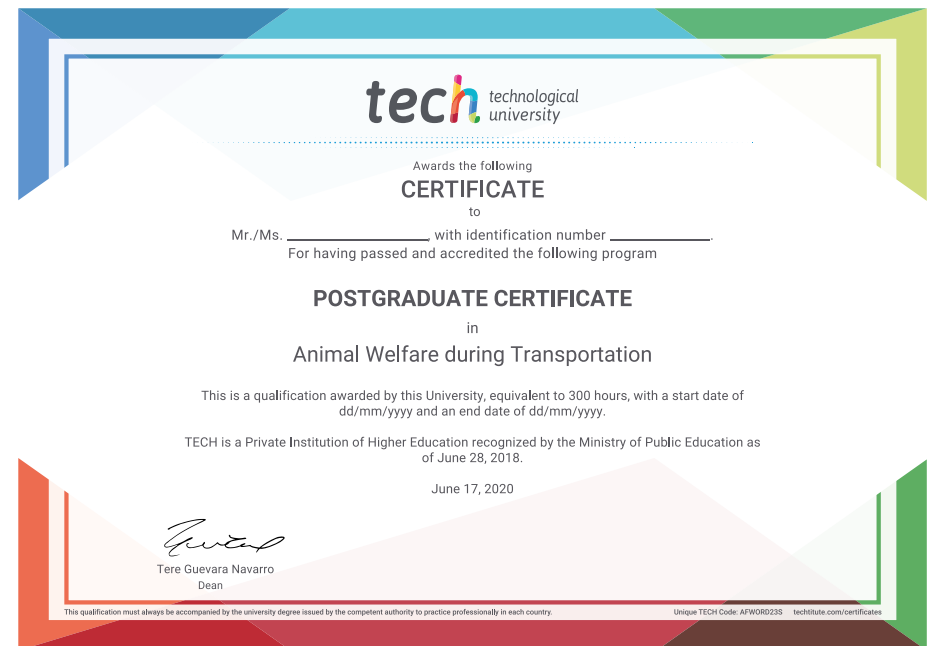 tech technological
university
Awards the following
CERTIFICATE
to
Mr./Ms. ____________, with identification number ____________.
For having passed and accredited the following program
POSTGRADUATE CERTIFICATE
in
Animal Welfare during Transportation
This is a qualification awarded by this University, equivalent to 300 hours, with a start date of
dd/mm/yyyy and an end date of dd/mm/yyyy.
TECH is a Private Institution of Higher Education recognized by the Ministry of Public Education as
of June 28, 2018.
June 17, 2020
Tere Guevara Navarro
Dean
This qualification must always be accompanied by the university degree issued by the competent authority to practice professionally in each country.
Unique TECH Code: AFWORD23S techtitute.com/certificates